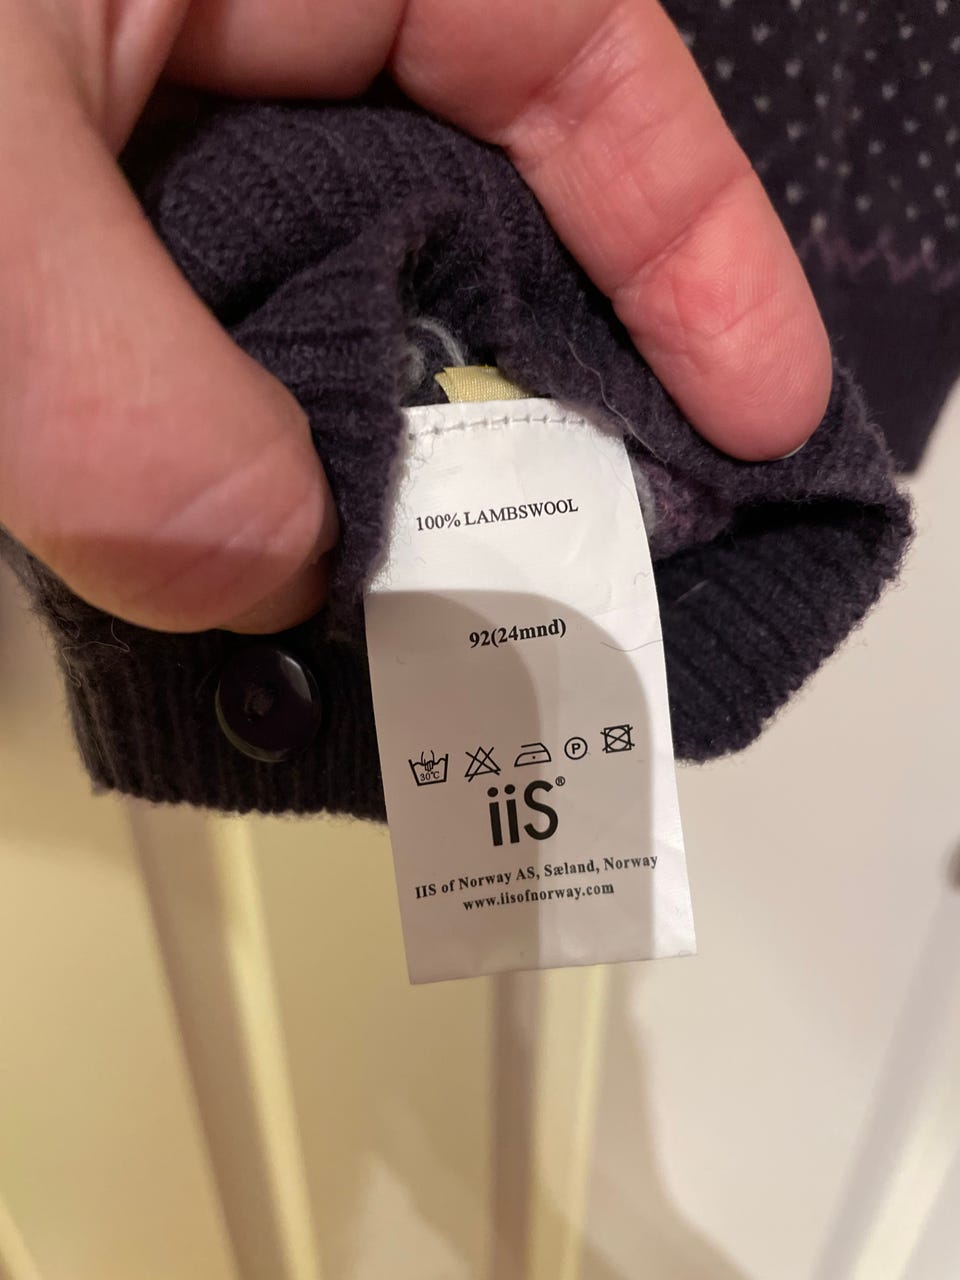 100% LAMBSWOOL
92(24mnd)
30°C P
iiS®
IIS of Norway AS, Sæland, Norway
www.iisofnorway.com